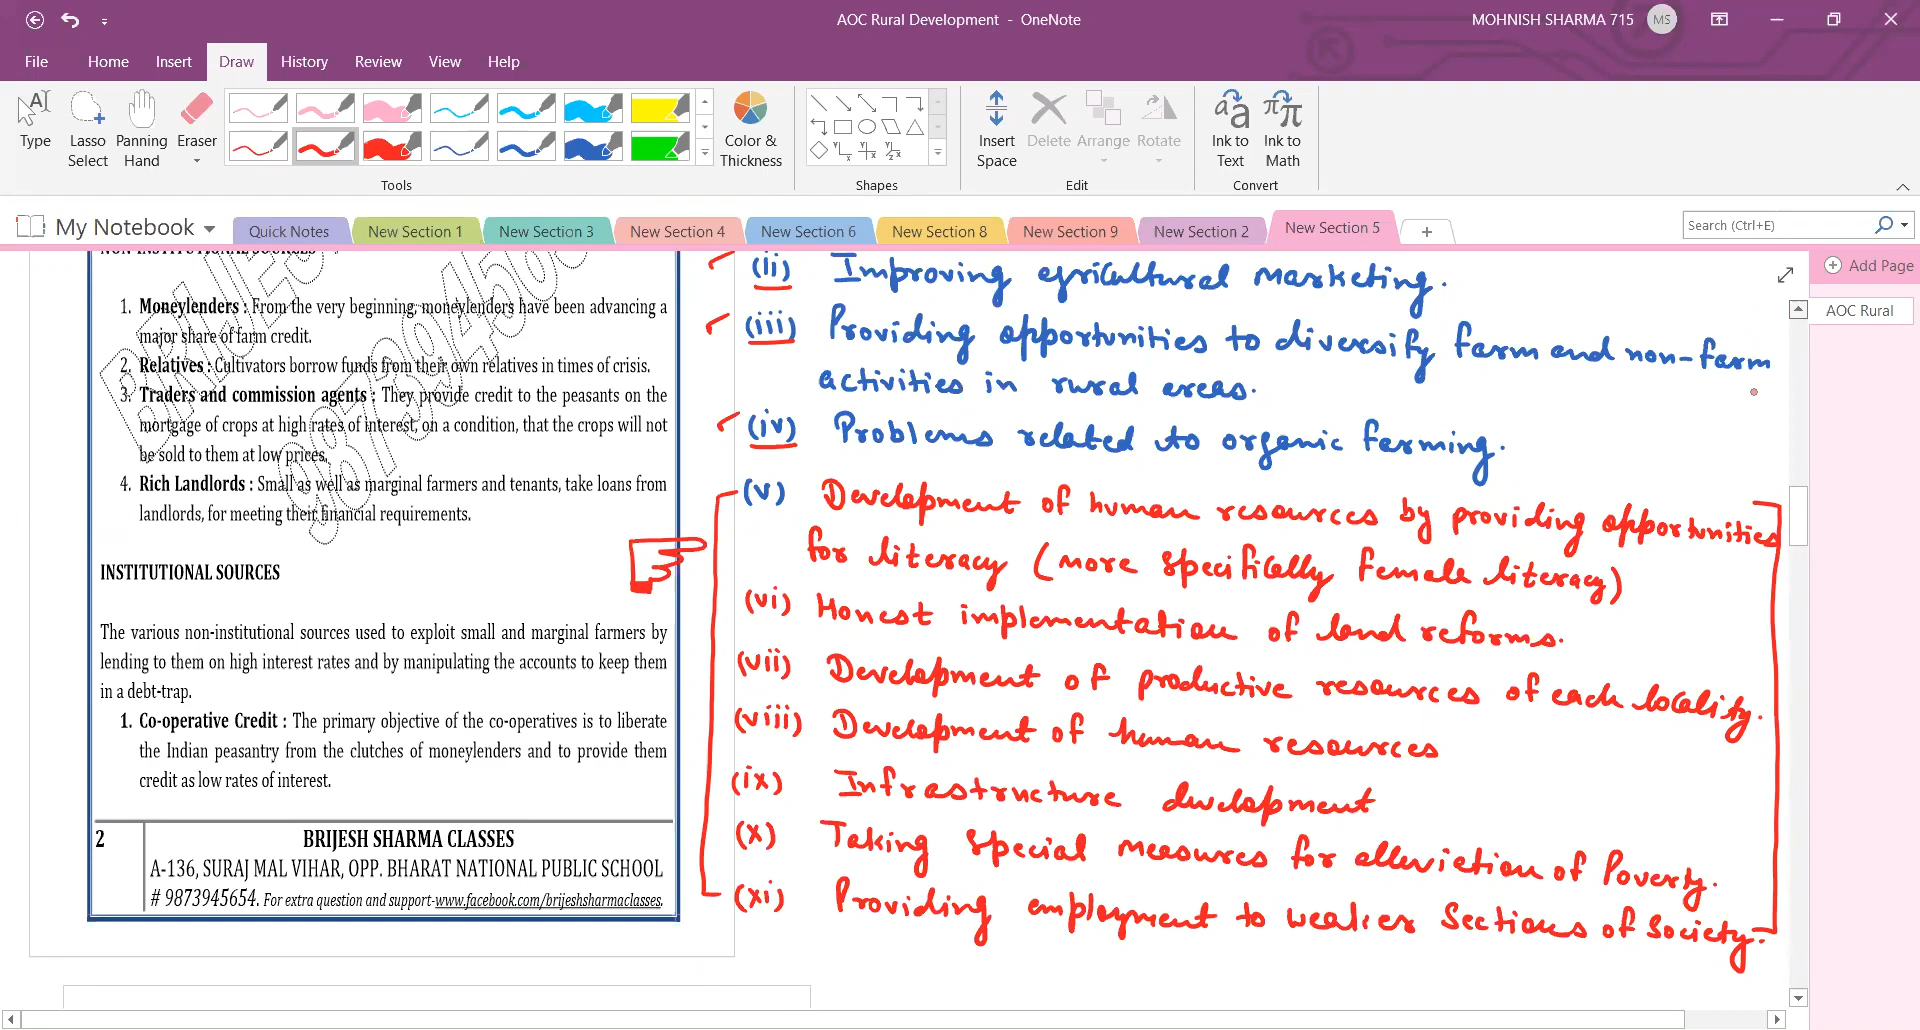 AOC Rural Development - OneNote
MOHNISH SHARMA 715
MS
File
Home
Insert
Draw
History
Review
View
Help
Type
Lasso Select
Panning Hand
Eraser
Color & Thickness
Insert Space
Delete
Arrange
Rotate
Ink to Text
Ink to Math
Tools
Shapes
Edit
Convert
My Notebook
Quick Notes
New Section 1
New Section 3
New Section 4
New Section 6
New Section 8
New Section 9
New Section 2
New Section 5
Search (Ctrl+E)
Add Page
AOC Rural
1. Moneylenders : From the very beginning, moneylenders have been advancing a
major share of farm credit.
2. Relatives : Cultivators borrow funds from their own relatives in times of crisis.
3. Traders and commission agents : They provide credit to the peasants on the
mortgage of crops at high rates of interest, on a condition, that the crops will not
be sold to them at low prices.
4. Rich Landlords : Small as well as marginal farmers and tenants, take loans from
landlords, for meeting their financial requirements.
INSTITUTIONAL SOURCES
The various non-institutional sources used to exploit small and marginal farmers by
lending to them on high interest rates and by manipulating the accounts to keep them
in a debt-trap.
1. Co-operative Credit : The primary objective of the co-operatives is to liberate
the Indian peasantry from the clutches of moneylenders and to provide them
credit as low rates of interest.
2
BRIJESH SHARMA CLASSES
A-136, SURAJ MAL VIHAR, OPP. BHARAT NATIONAL PUBLIC SCHOOL
# 9873945654. For extra question and support-www.facebook.com/brijeshsharmaclasses.
(ii) Improving agricultural marketing.
(iii) Providing opportunities to diversify farm and non-farm
activities in rural areas.
(iv) Problems related to organic farming.
(v) Development of human resources by providing opportunities
for literacy (more specifically female literacy)
(vi) Honest implementation of land reforms.
(vii) Development of productive resources of each locality.
(viii) Development of human resources
(ix) Infrastructure development
(x) Taking special measures for alleviation of Poverty.
(xi) Providing employment to weaker sections of society.